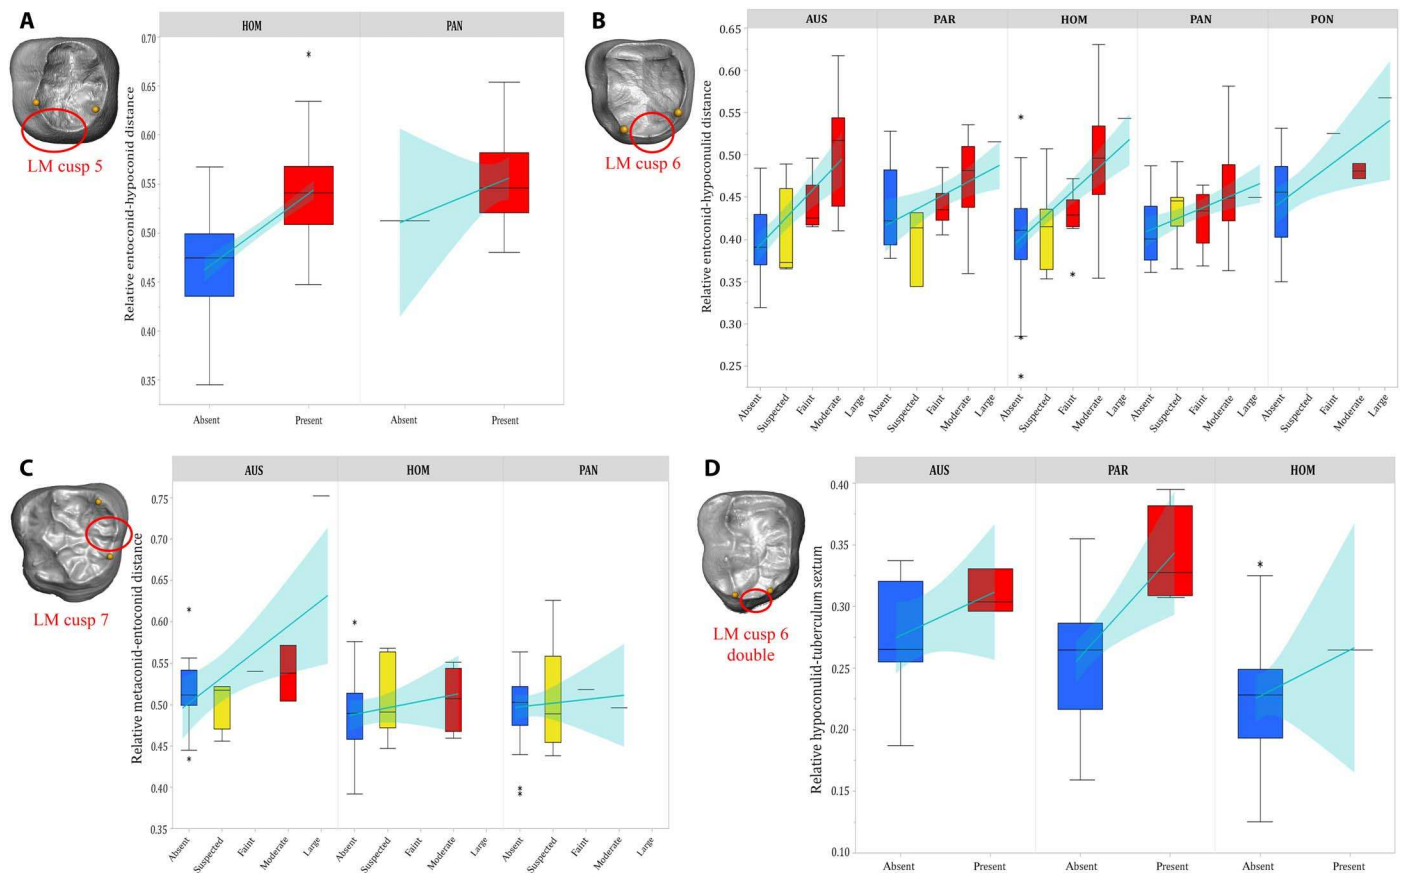 A
HOM PAN
0.70
0.65
0.60
0.55
0.50
0.45
0.40
0.35
Relative entoconid-hypoconid distance
LM cusp 5
Absent Present Absent Present
B
AUS PAR HOM PAN PON
0.65
0.60
0.55
0.50
0.45
0.40
0.35
0.30
0.25
Relative entoconid-hypoconulid distance
LM cusp 6
Absent Suspected Faint Moderate Large Absent Suspected Faint Moderate Large Absent Suspected Faint Moderate Large Absent Suspected Faint Moderate Large Absent Suspected Faint Moderate Large
C
AUS HOM PAN
0.75
0.70
0.65
0.60
0.55
0.50
0.45
0.40
0.35
Relative metaconid-entoconid distance
LM cusp 7
Absent Suspected Faint Moderate Large Absent Suspected Faint Moderate Large Absent Suspected Faint Moderate Large
D
AUS PAR HOM
0.40
0.35
0.30
0.25
0.20
0.15
0.10
Relative hypoconulid-tuberculum sextum
LM cusp 6
double
Absent Present Absent Present Absent Present